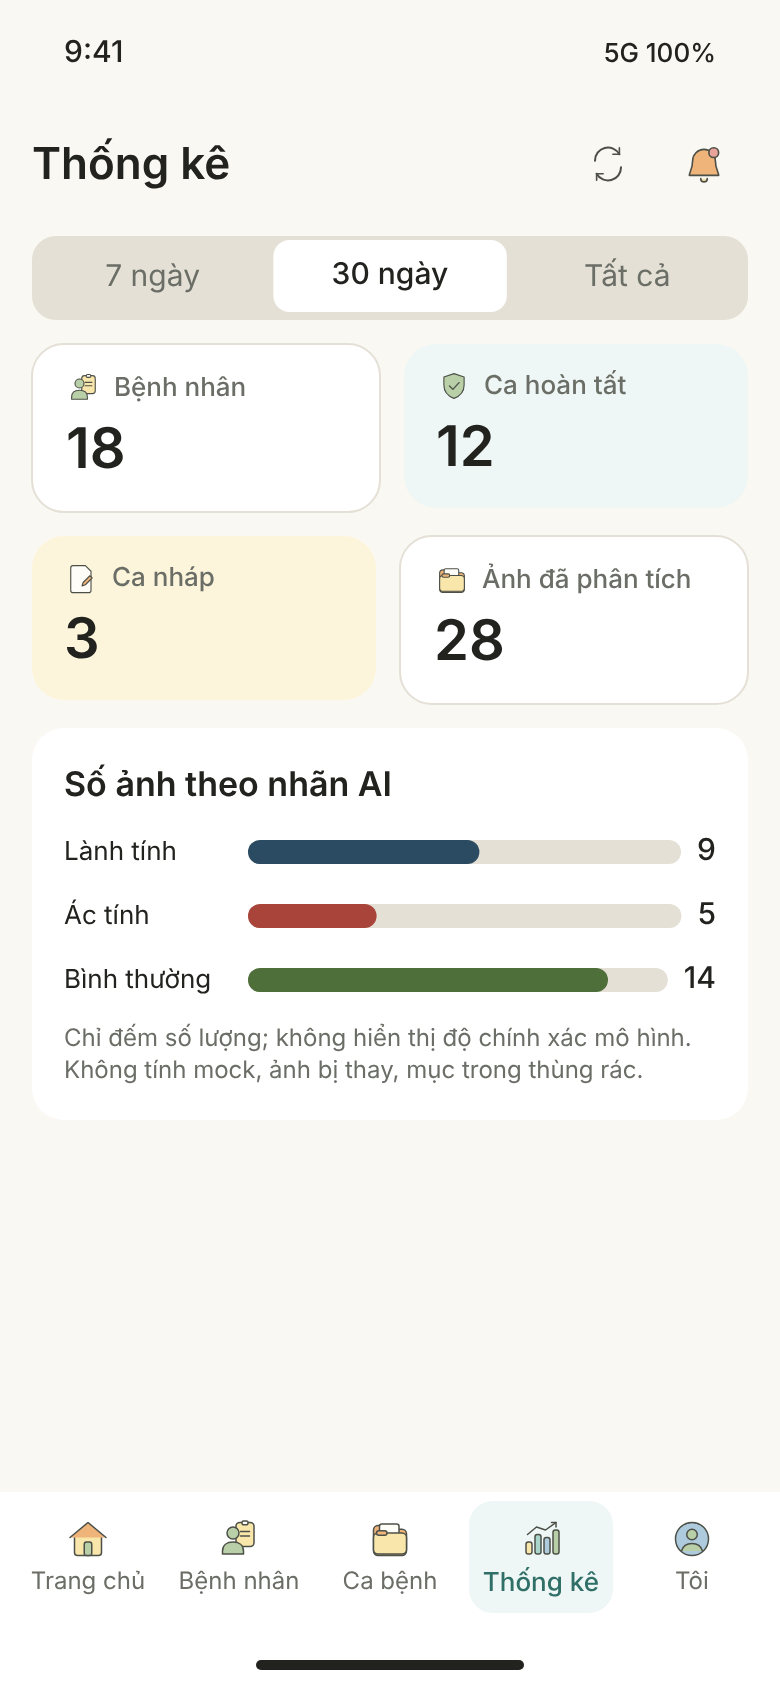 9:41
5G 100%
Thống kê
7 ngày
30 ngày
Tất cả
Bệnh nhân
18
Ca hoàn tất
12
Ca nháp
3
Ảnh đã phân tích
28
Số ảnh theo nhãn AI
Lành tính
9
Ác tính
5
Bình thường
14
Chỉ đếm số lượng; không hiển thị độ chính xác mô hình.
Không tính mock, ảnh bị thay, mục trong thùng rác.
Trang chủ
Bệnh nhân
Ca bệnh
Thống kê
Tôi